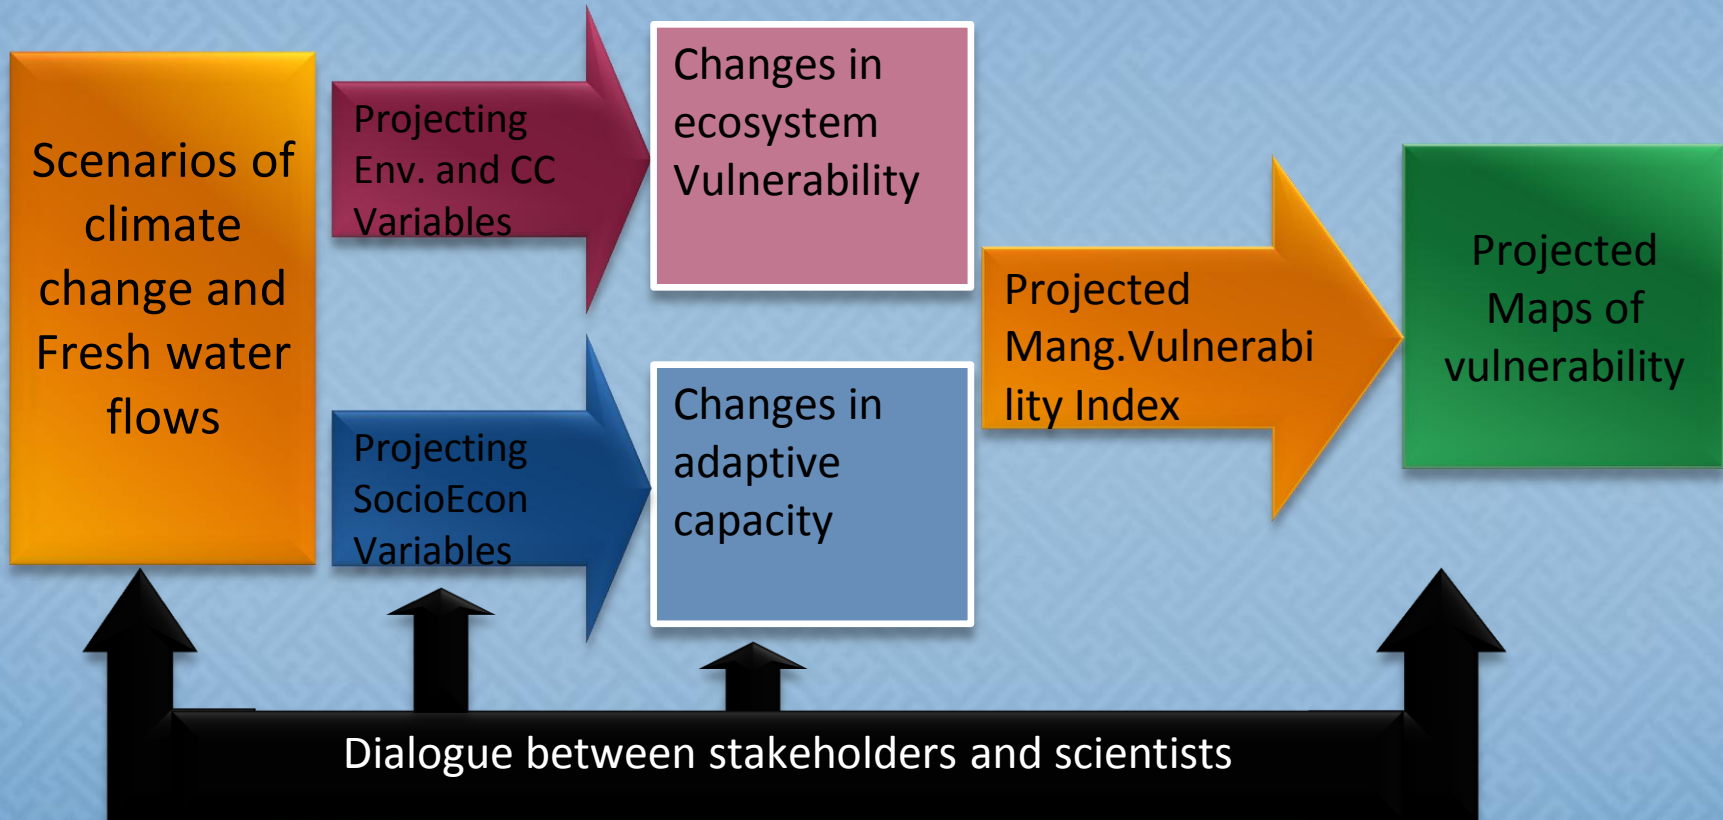 Scenarios of
climate
change and
Fresh water
flows
Projecting
Env. and CC
Variables
Changes in
ecosystem
Vulnerability
Projecting
SocioEcon
Variables
Changes in
adaptive
capacity
Projected
Mang.Vulnerabi
lity Index
Projected
Maps of
vulnerability
Dialogue between stakeholders and scientists